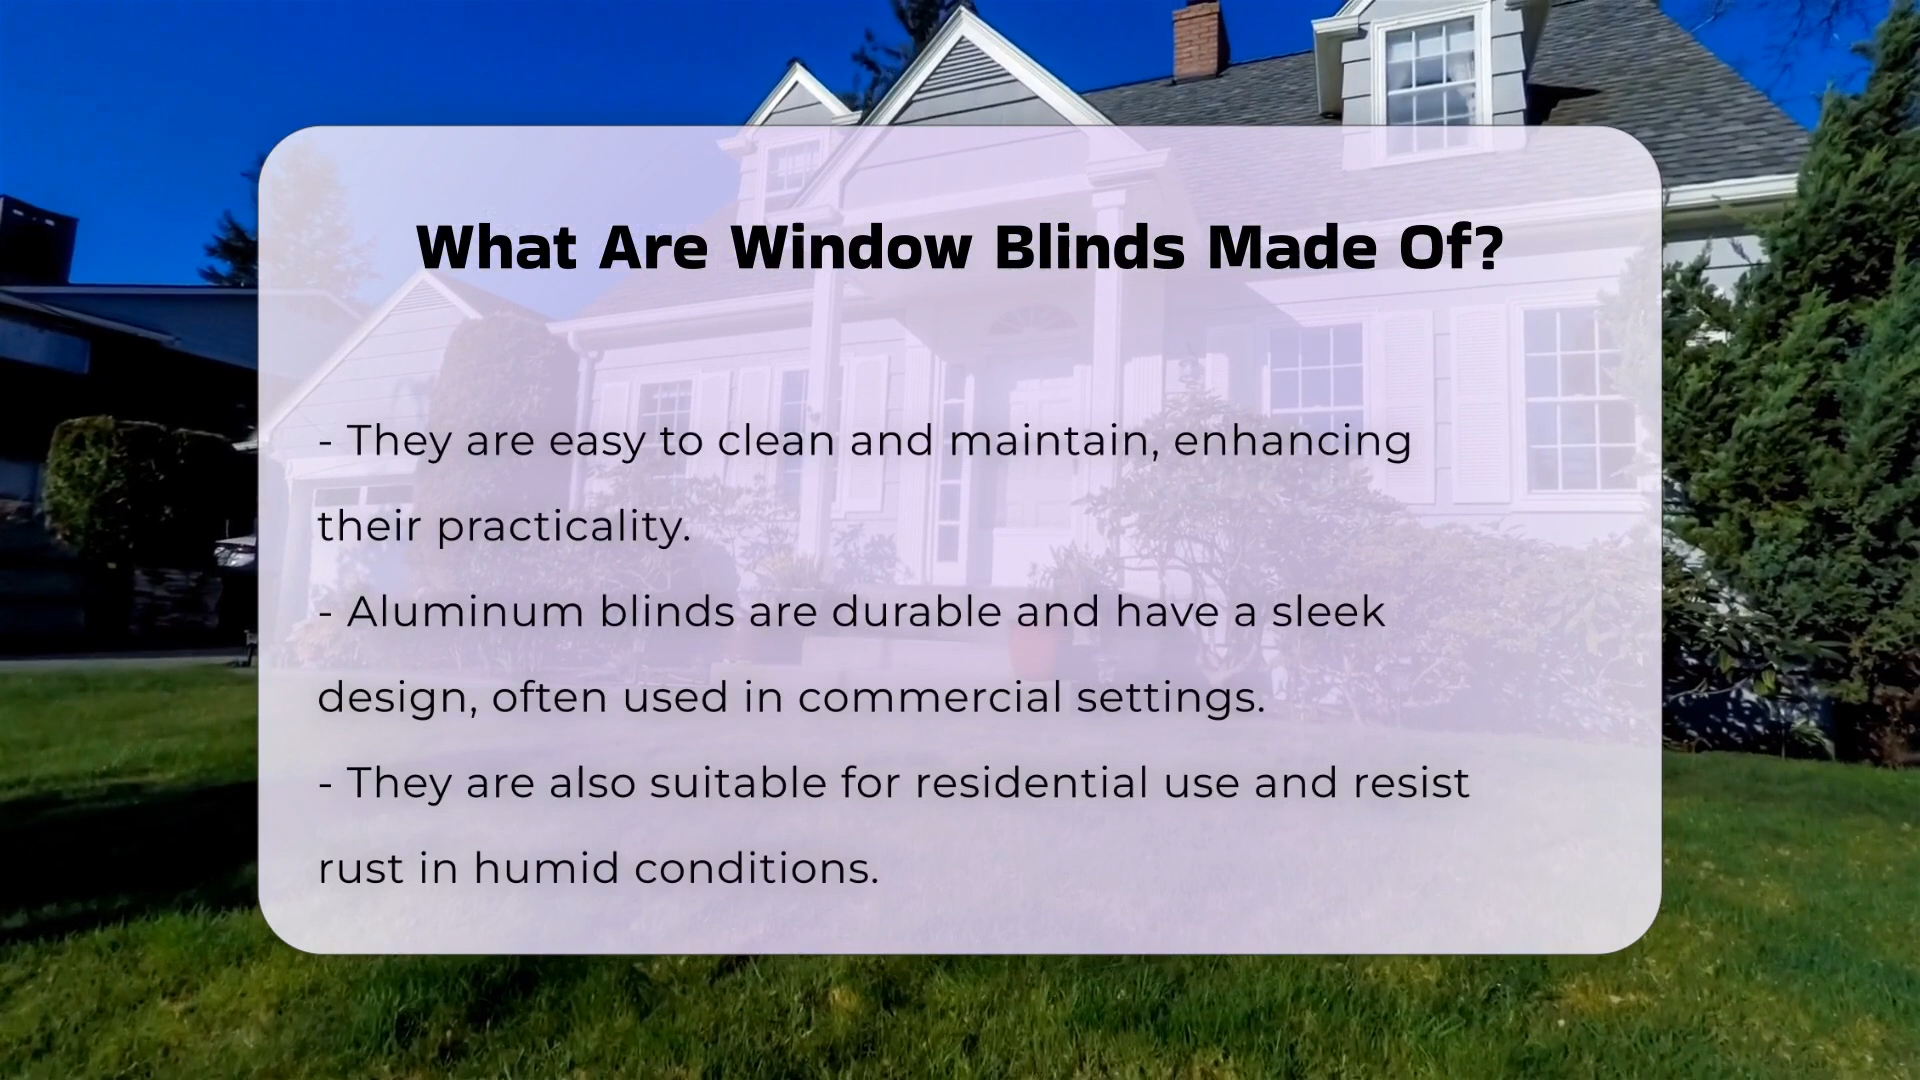 What Are Window Blinds Made Of?
- They are easy to clean and maintain, enhancing
their practicality.
- Aluminum blinds are durable and have a sleek
design, often used in commercial settings.
- They are also suitable for residential use and resist
rust in humid conditions.